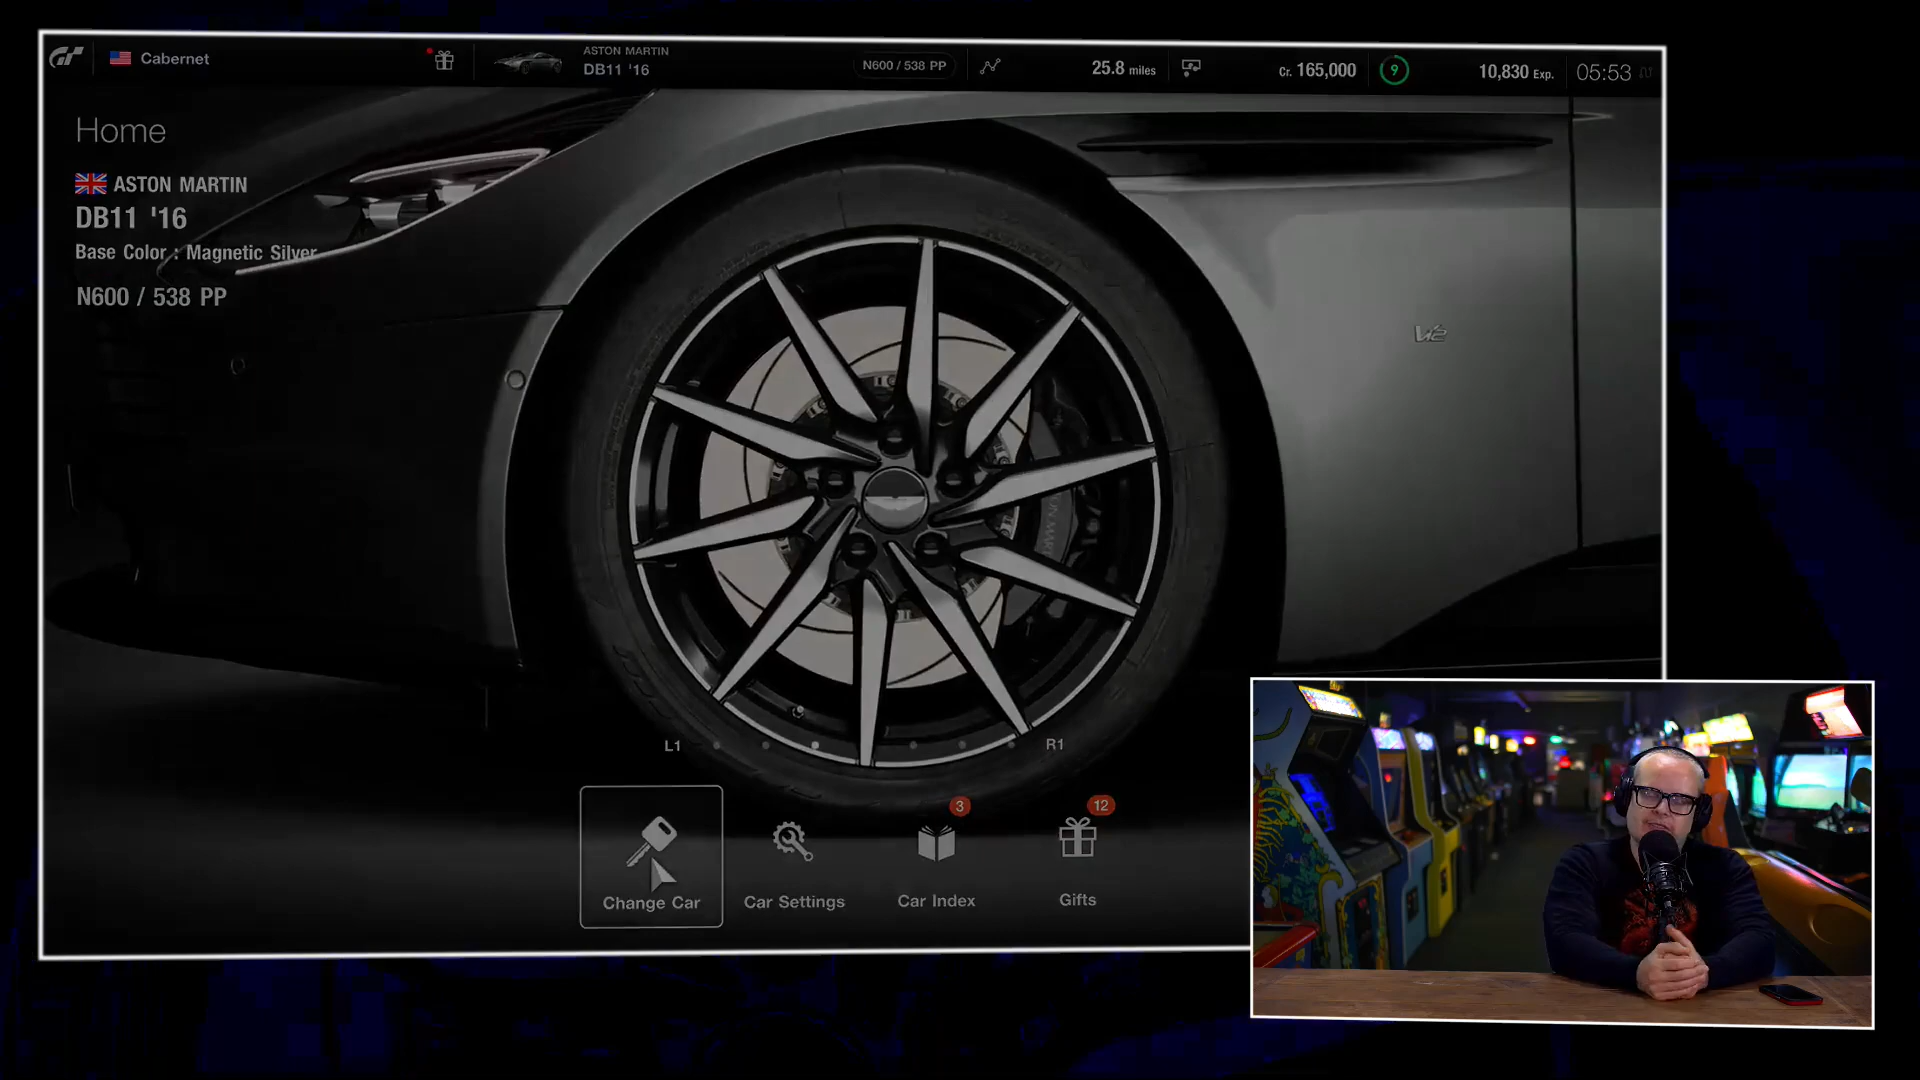 Cabernet
ASTON MARTIN
DB11 '16
N600 / 538 PP
25.8 miles
Cr. 165,000
9
10,830 Exp.
05:53
Home
ASTON MARTIN
DB11 '16
Base Color : Magnetic Silver
N600 / 538 PP
V12
L1
R1
3
12
Change Car
Car Settings
Car Index
Gifts